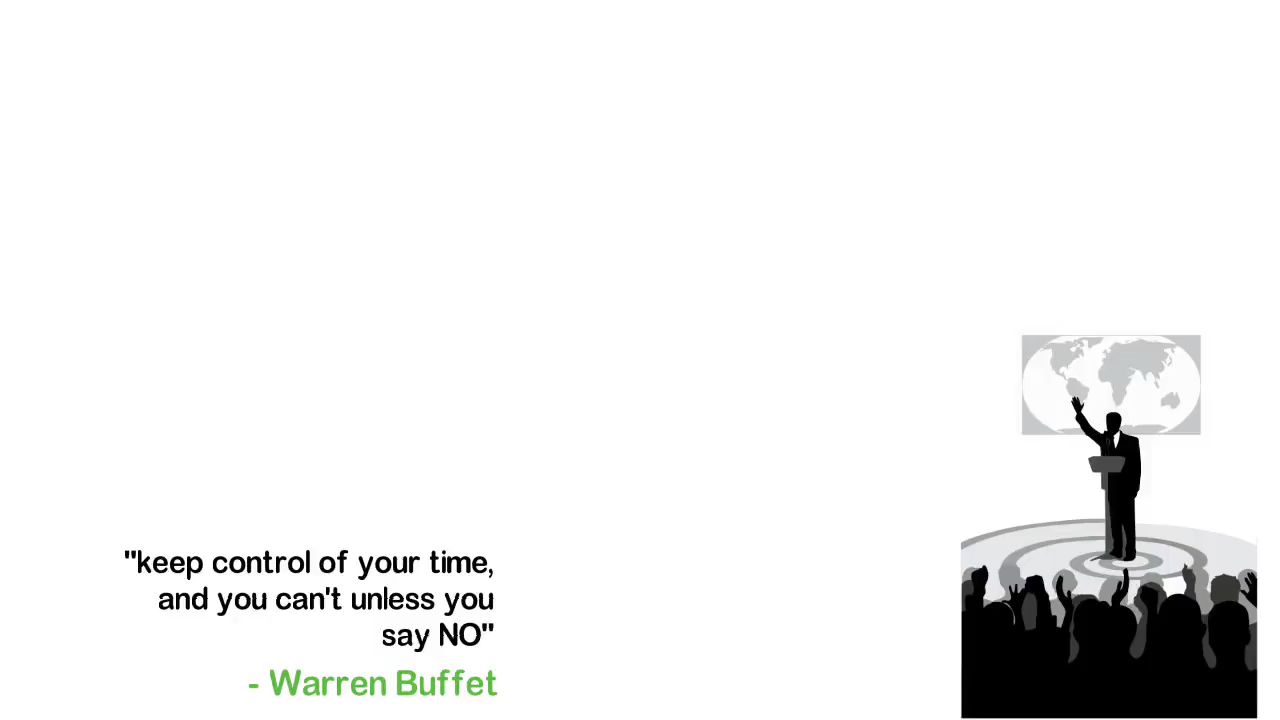 "keep control of your time,
and you can't unless you
say NO"
- Warren Buffet